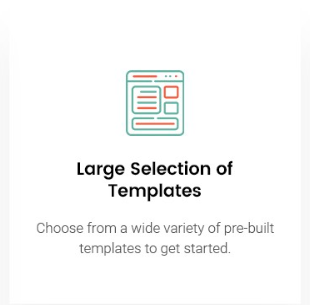 Large Selection of
Templates
Choose from a wide variety of pre-built
templates to get started.